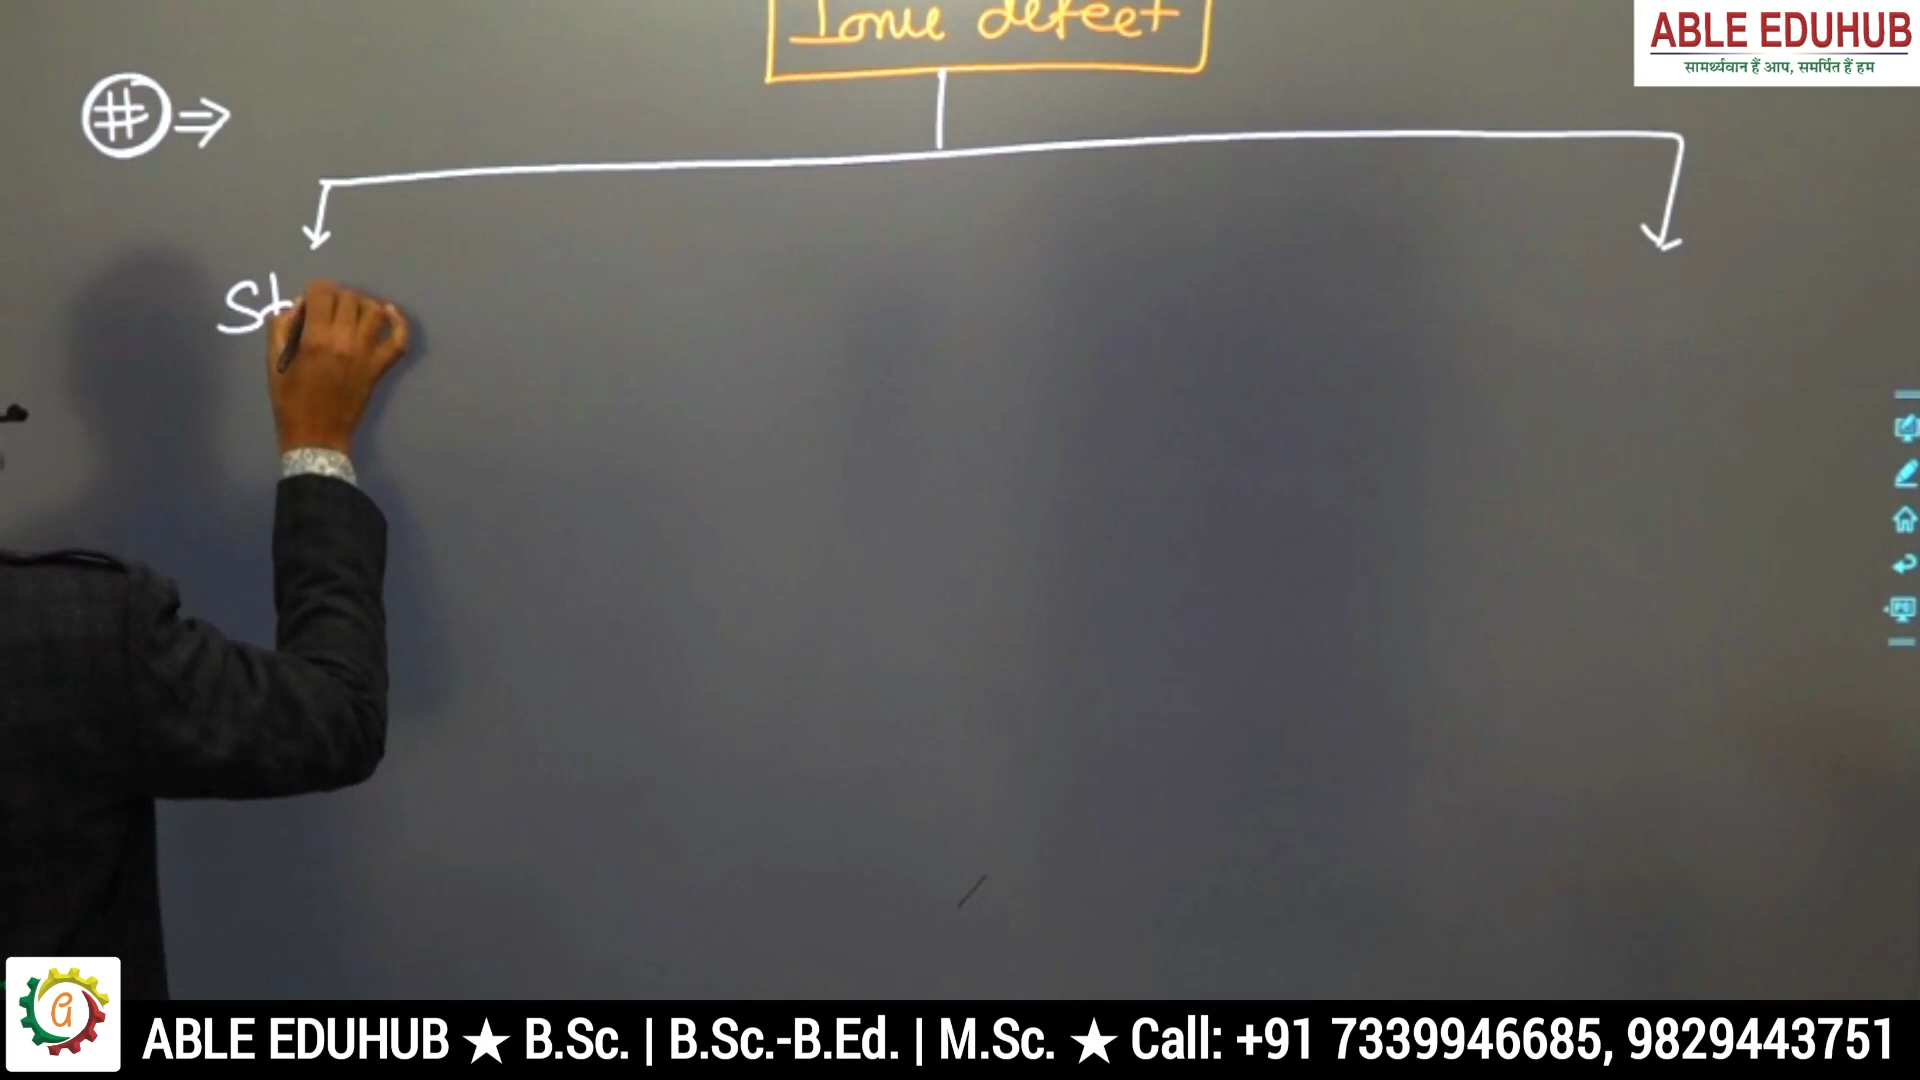 Ionic defect
ABLE EDUHUB
सामर्थ्यवान हैं आप, समर्पित हैं हम
# ⇒
St
PC
ABLE EDUHUB ★ B.Sc. | B.Sc.-B.Ed. | M.Sc. ★ Call: +91 7339946685, 9829443751